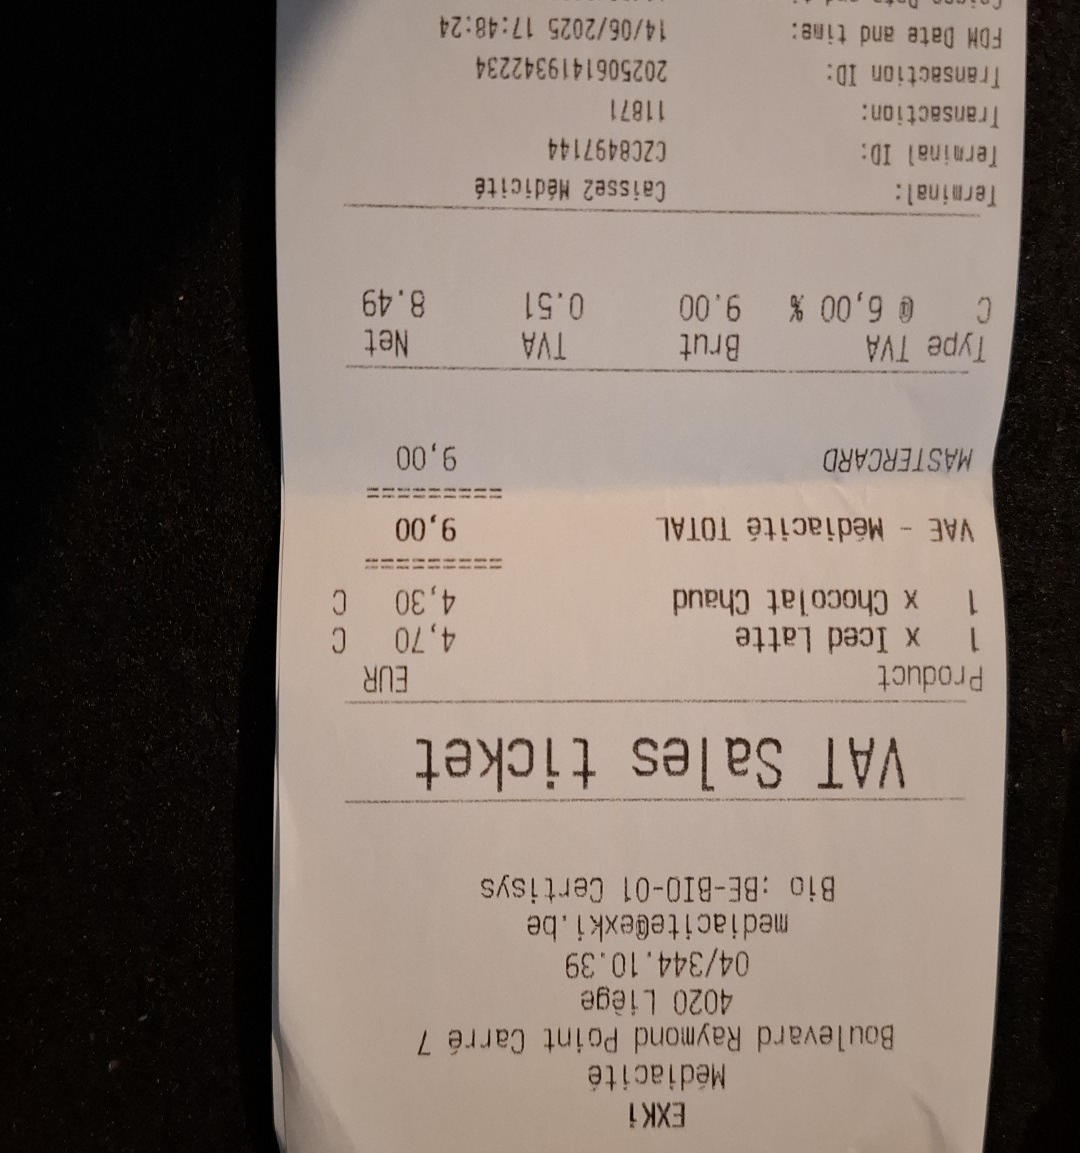 EXKi
Médiacité
Boulevard Raymond Point Carré 7
4020 Liège
04/344.10.39
mediacite@exki.be
Bio :BE-BIO-01 Certisys
VAT Sales ticket
Product EUR
1 x Iced Latte 4,70 C
1 x Chocolat Chaud 4,30 C
==========
VAE - Médiacité TOTAL 9,00
==========
MASTERCARD 9,00
Type TVA Brut TVA Net
C @ 6,00 % 9.00 0.51 8.49
Terminal: Caisse2 Médicité
Terminal ID: CZC8497144
Transaction: 11871
Transaction ID: 20250614193422​34
FDM Date and time: 14/06/2025 17:48:24